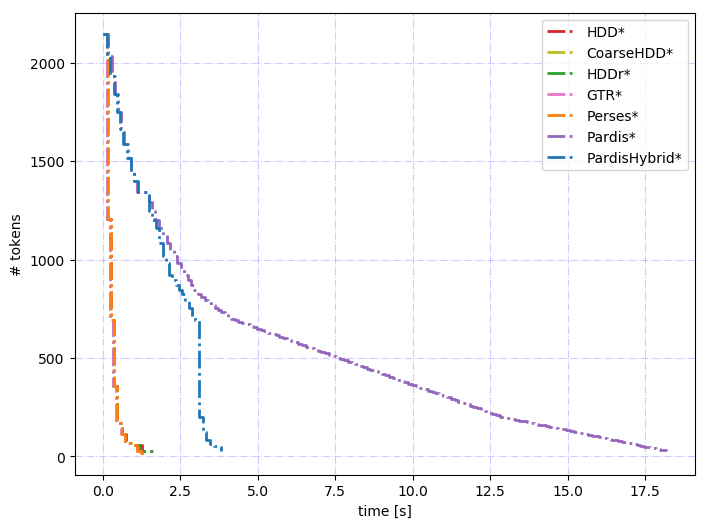 HDD*
CoarseHDD*
HDDr*
GTR*
Perses*
Pardis*
PardisHybrid*
# tokens
2000
1500
1000
500
0
0.0 2.5 5.0 7.5 10.0 12.5 15.0 17.5
time [s]